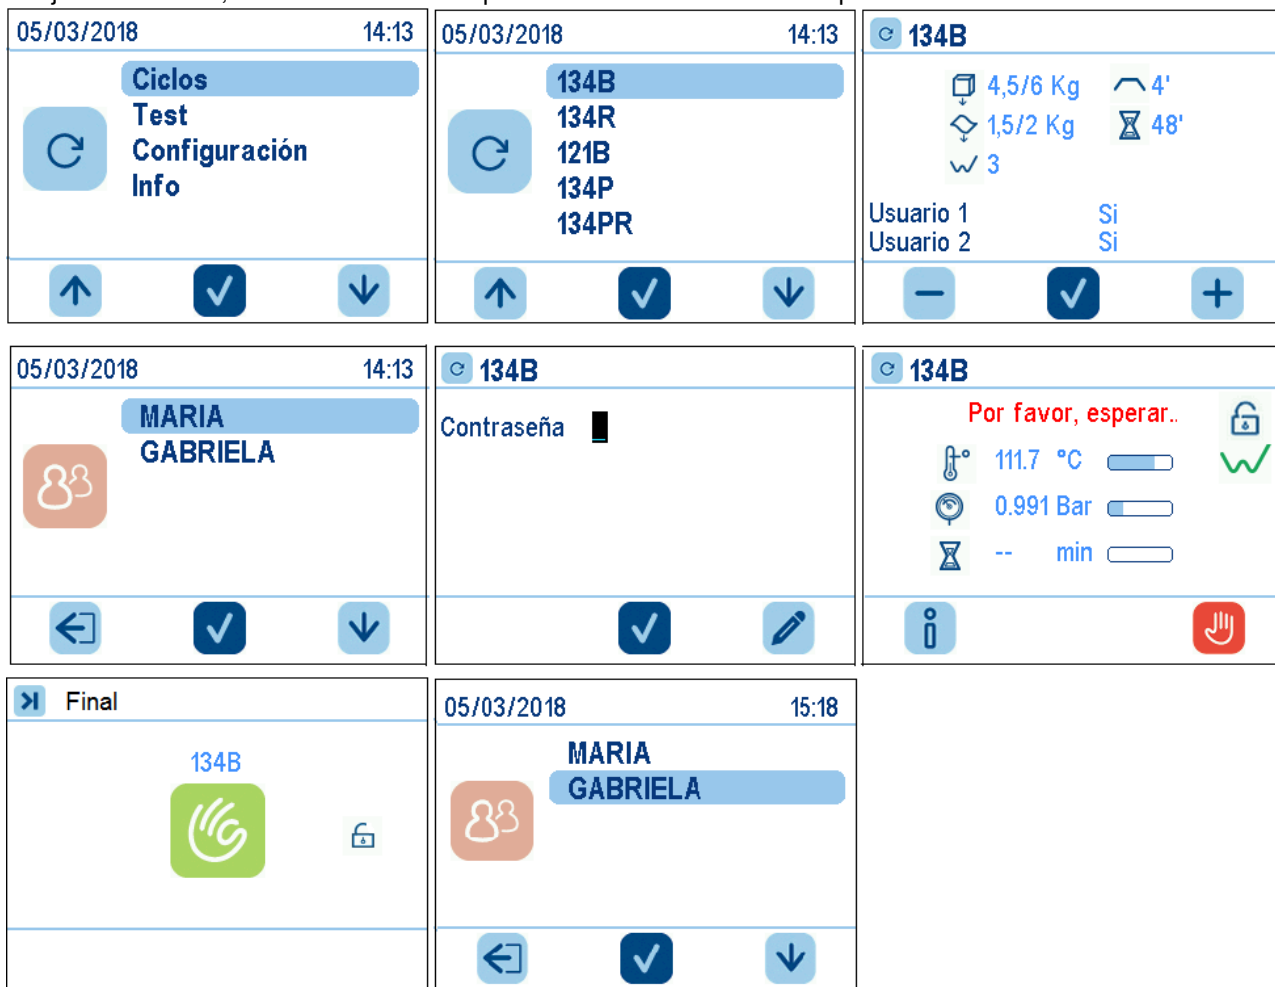 05/03/2018 14:13
Ciclos
Test
Configuración
Info
05/03/2018 14:13
134B
134R
121B
134P
134PR
134B
4,5/6 Kg 4'
1,5/2 Kg 48'
3
Usuario 1 Si
Usuario 2 Si
05/03/2018 14:13
MARIA
GABRIELA
134B
Contraseña
134B
Por favor, esperar..
111.7 °C
0.991 Bar
-- min
Final
134B
05/03/2018 15:18
MARIA
GABRIELA